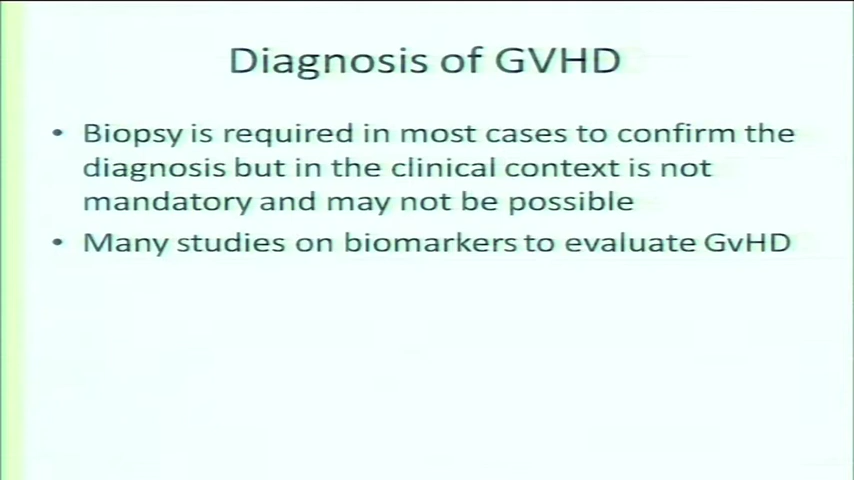 Diagnosis of GVHD
• Biopsy is required in most cases to confirm the
diagnosis but in the clinical context is not
mandatory and may not be possible
• Many studies on biomarkers to evaluate GvHD